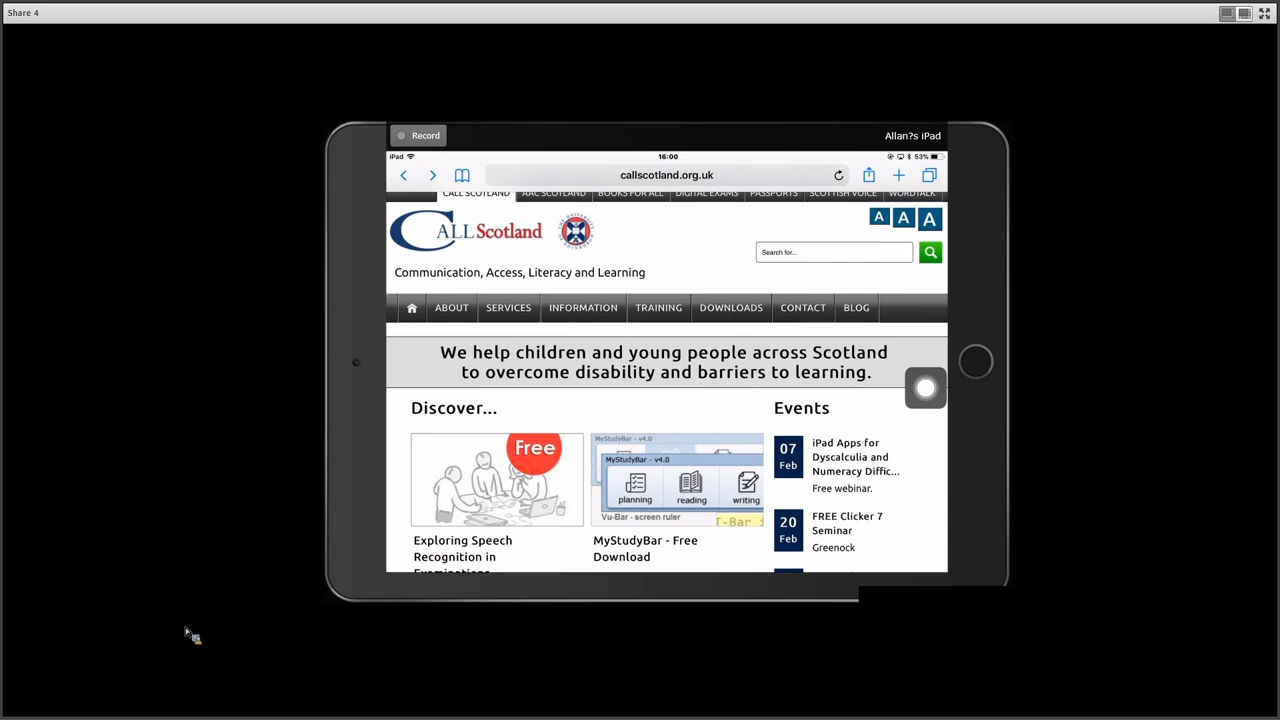 Share 4
Record
Allan?s iPad
iPad
16:00
53%
callscotland.org.uk
CALL SCOTLAND
AAC SCOTLAND
BOOKS FOR ALL
DIGITAL EXAMS
PASSPORTS
SCOTTISH VOICE
WORDTALK
CALL Scotland
A A A
Search for...
Communication, Access, Literacy and Learning
ABOUT
SERVICES
INFORMATION
TRAINING
DOWNLOADS
CONTACT
BLOG
We help children and young people across Scotland
to overcome disability and barriers to learning.
Discover...
Free
Exploring Speech
Recognition in
Examinations
MyStudyBar - v4.0
MyStudyBar - v4.0
planning
reading
writing
Vu-Bar - screen ruler
T-Bar
MyStudyBar - Free
Download
Events
07
Feb
iPad Apps for
Dyscalculia and
Numeracy Diffic...
Free webinar.
20
Feb
FREE Clicker 7
Seminar
Greenock